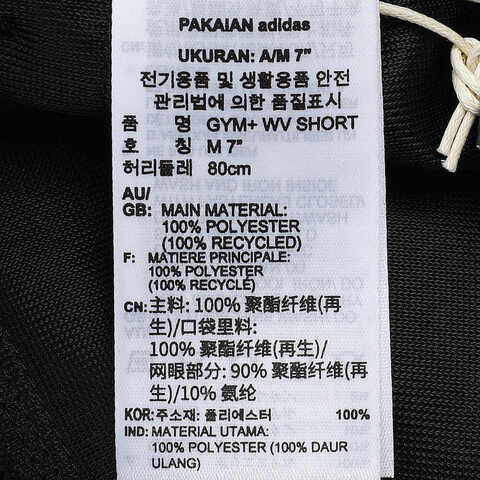 PAKAIAN adidas
UKURAN: A/M 7"
전기용품 및 생활용품 안전
관리법에 의한 품질표시
품 명 GYM+ WV SHORT
호 칭 M 7"
허리둘레 80cm
AU/
GB: MAIN MATERIAL:
100% POLYESTER
(100% RECYCLED)
F: MATIERE PRINCIPALE:
100% POLYESTER
(100% RECYCLÉ)
CN: 主料: 100% 聚酯纤维(再
生)/口袋里料:
100% 聚酯纤维(再生)/
网眼部分: 90% 聚酯纤维(再
生)/10% 氨纶
KOR: 주소재: 폴리에스터 100%
IND: MATERIAL UTAMA:
100% POLYESTER (100% DAUR
ULANG)